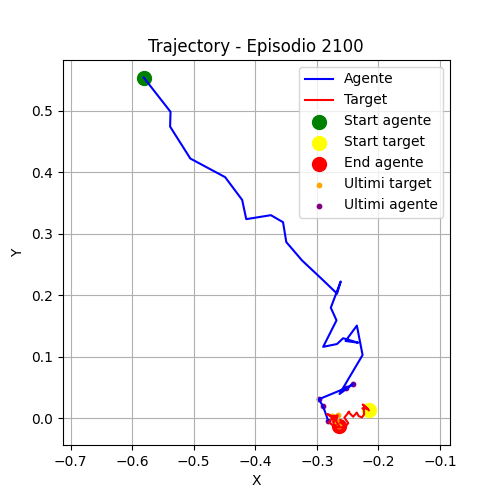 Trajectory - Episodio 2100
Agente
Target
Start agente
Start target
End agente
Ultimi target
Ultimi agente
Y
0.5
0.4
0.3
0.2
0.1
0.0
−0.7 −0.6 −0.5 −0.4 −0.3 −0.2 −0.1
X